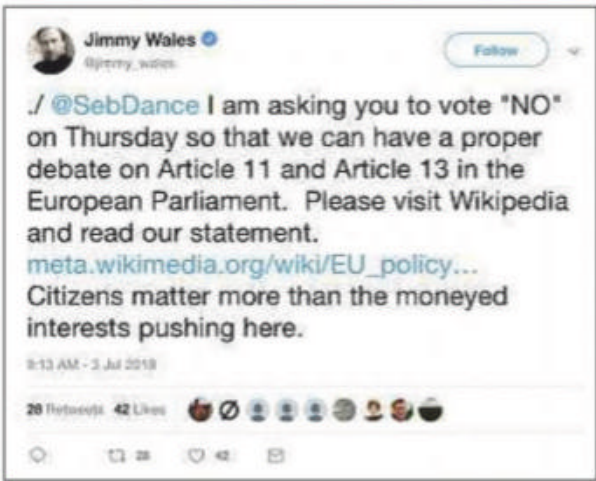 Jimmy Wales
@jimmy_wales
Follow
./ @SebDance I am asking you to vote "NO"
on Thursday so that we can have a proper
debate on Article 11 and Article 13 in the
European Parliament. Please visit Wikipedia
and read our statement.
meta.wikimedia.org/wiki/EU_policy...
Citizens matter more than the moneyed
interests pushing here.
9:13 AM - 3 Jul 2018
28 Retweets 42 Likes
28 42